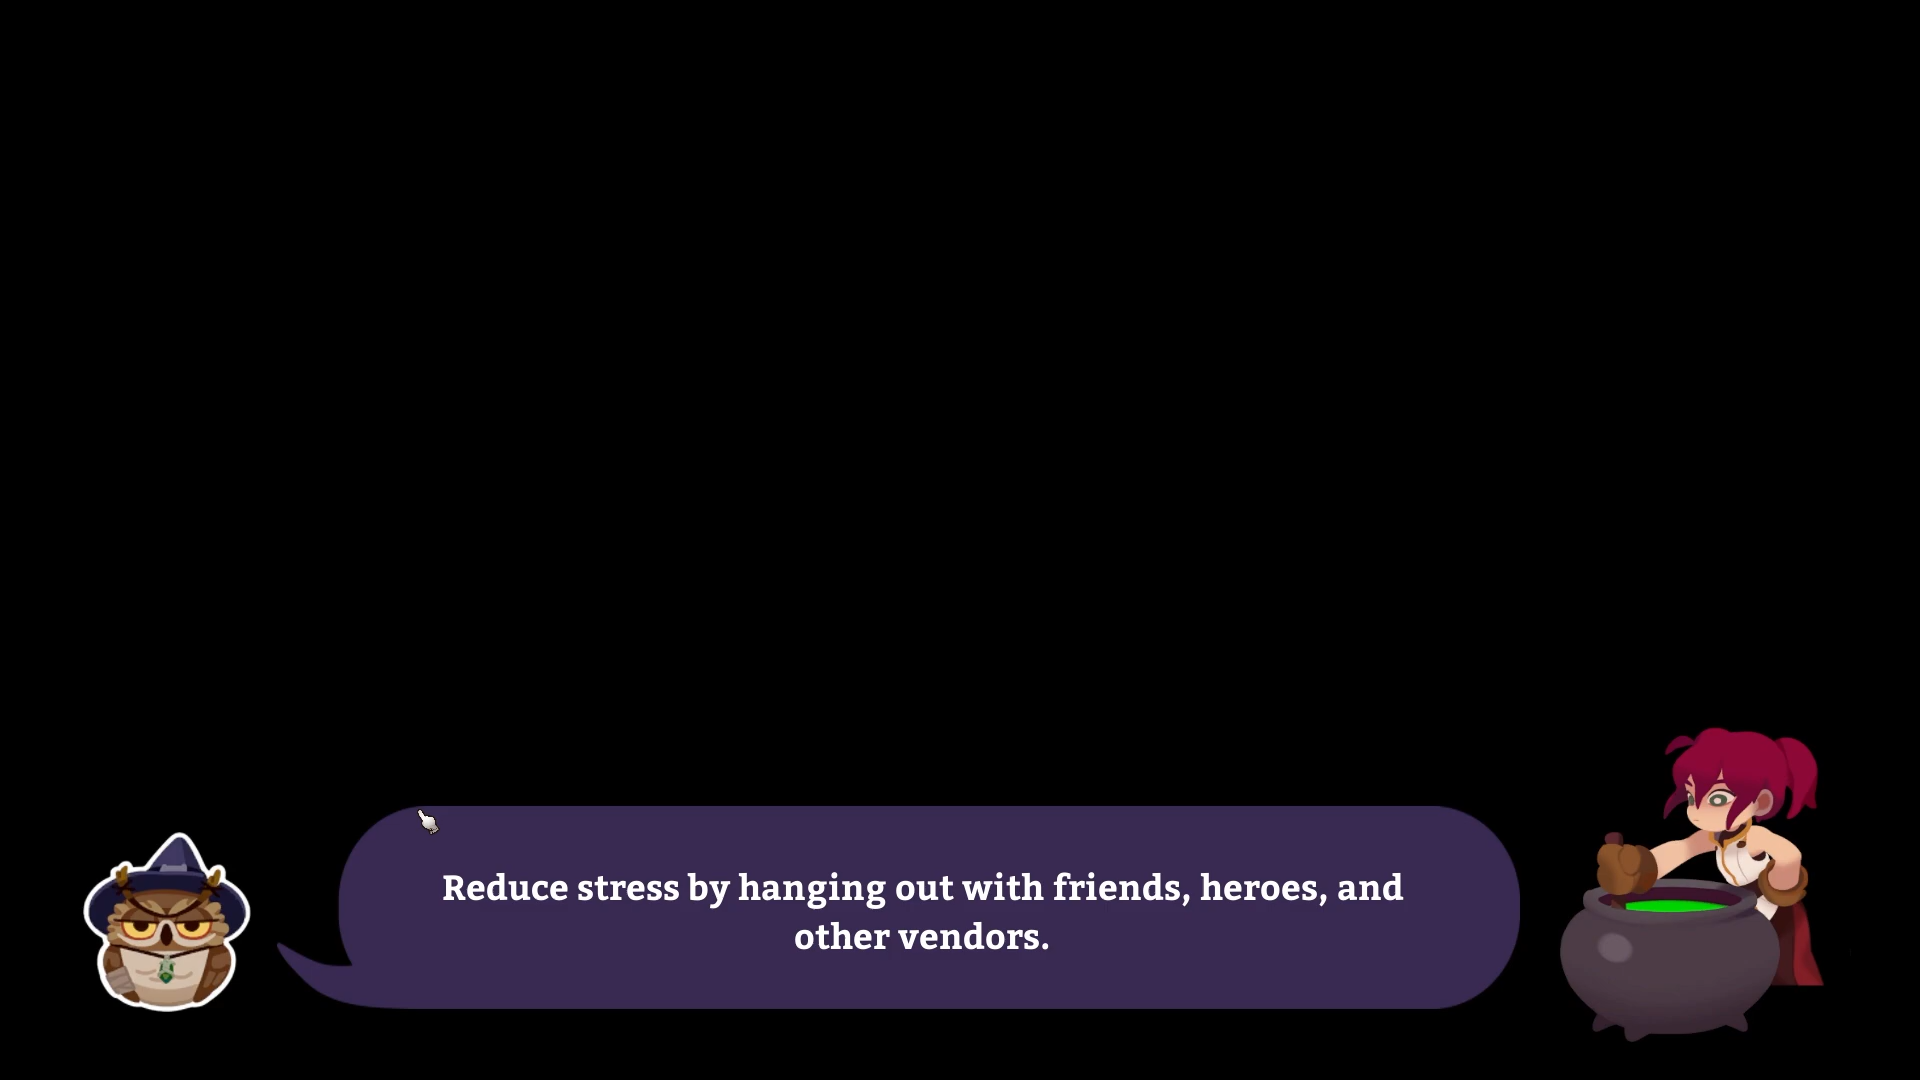 Reduce stress by hanging out with friends, heroes, and
other vendors.